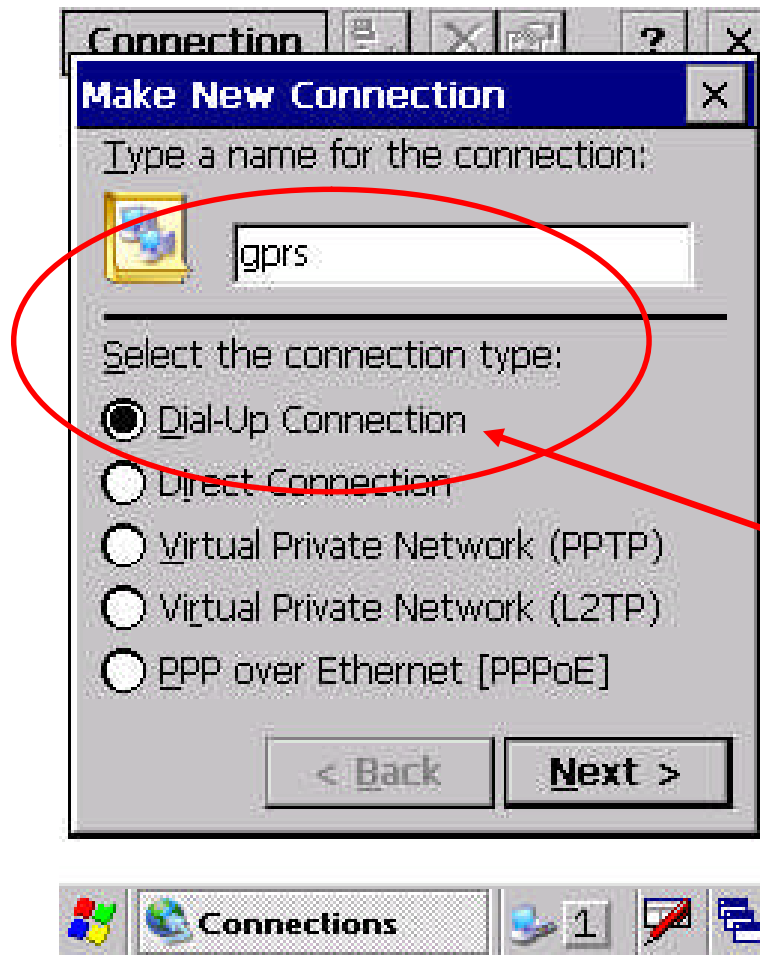 Connection
?
Make New Connection
Type a name for the connection:
gprs
Select the connection type:
Dial-Up Connection
Direct Connection
Virtual Private Network (PPTP)
Virtual Private Network (L2TP)
PPP over Ethernet [PPPoE]
< Back Next >
Connections 1